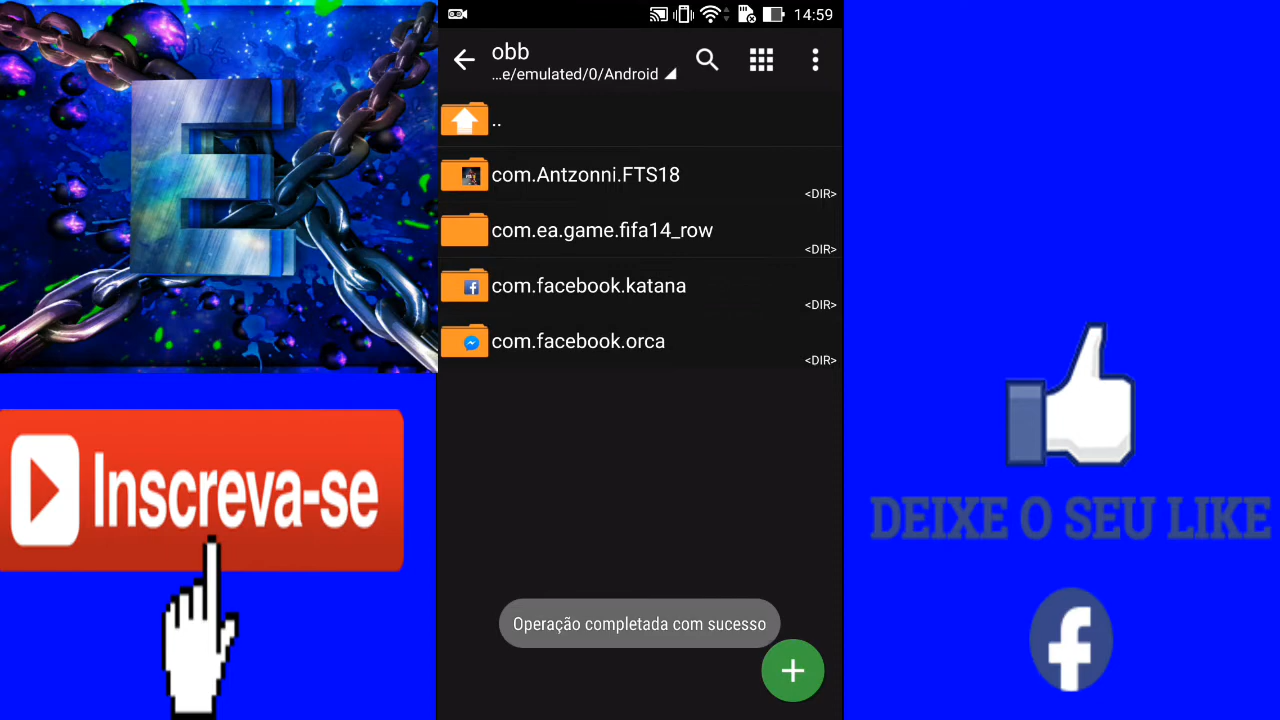 E
14:59
obb
...e/emulated/0/Android
..
com.Antzonni.FTS18
<DIR>
com.ea.game.fifa14_row
<DIR>
com.facebook.katana
<DIR>
com.facebook.orca
<DIR>
Inscreva-se
DEIXE O SEU LIKE
Operação completada com sucesso